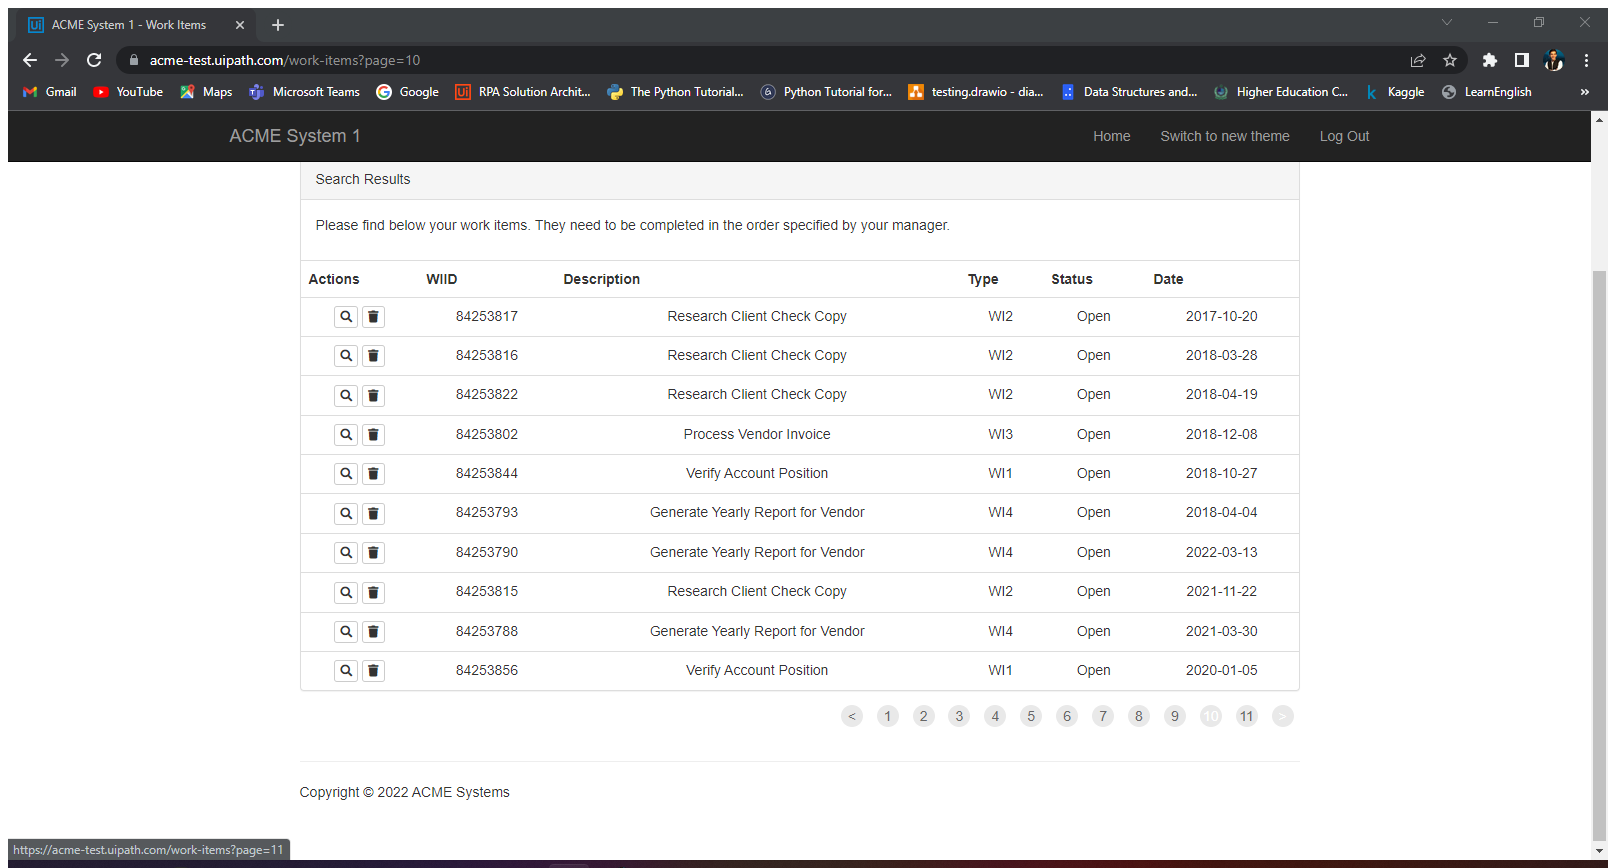 Ui ACME System 1 - Work Items
acme-test.uipath.com/work-items?page=10
Gmail YouTube Maps Microsoft Teams Google Ui RPA Solution Archit... The Python Tutorial... Python Tutorial for... testing.drawio - dia... Data Structures and... Higher Education C... k Kaggle LearnEnglish »
ACME System 1 Home Switch to new theme Log Out
Search Results
Please find below your work items. They need to be completed in the order specified by your manager.
Actions WIID Description Type Status Date
84253817 Research Client Check Copy WI2 Open 2017-10-20
84253816 Research Client Check Copy WI2 Open 2018-03-28
84253822 Research Client Check Copy WI2 Open 2018-04-19
84253802 Process Vendor Invoice WI3 Open 2018-12-08
84253844 Verify Account Position WI1 Open 2018-10-27
84253793 Generate Yearly Report for Vendor WI4 Open 2018-04-04
84253790 Generate Yearly Report for Vendor WI4 Open 2022-03-13
84253815 Research Client Check Copy WI2 Open 2021-11-22
84253788 Generate Yearly Report for Vendor WI4 Open 2021-03-30
84253856 Verify Account Position WI1 Open 2020-01-05
< 1 2 3 4 5 6 7 8 9 10 11 >
Copyright © 2022 ACME Systems
https://acme-test.uipath.com/work-items?page=11